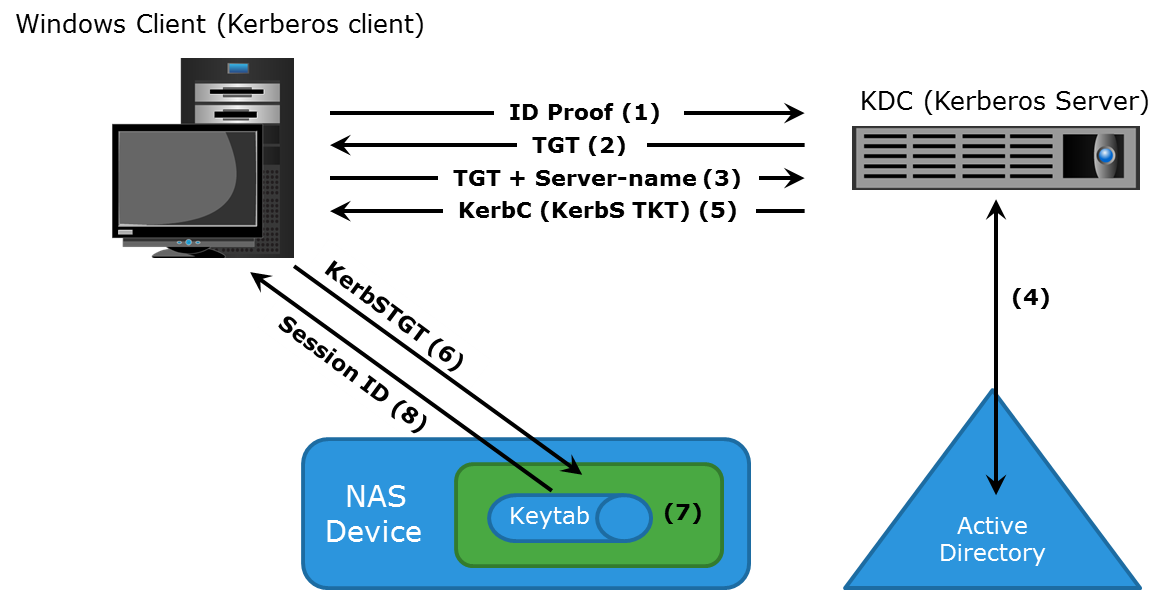 Windows Client (Kerberos client)
KDC (Kerberos Server)
ID Proof (1)
TGT (2)
TGT + Server-name (3)
KerbC (KerbS TKT) (5)
(4)
KerbSTGT (6)
Session ID (8)
NAS
Device
Keytab
(7)
Active
Directory